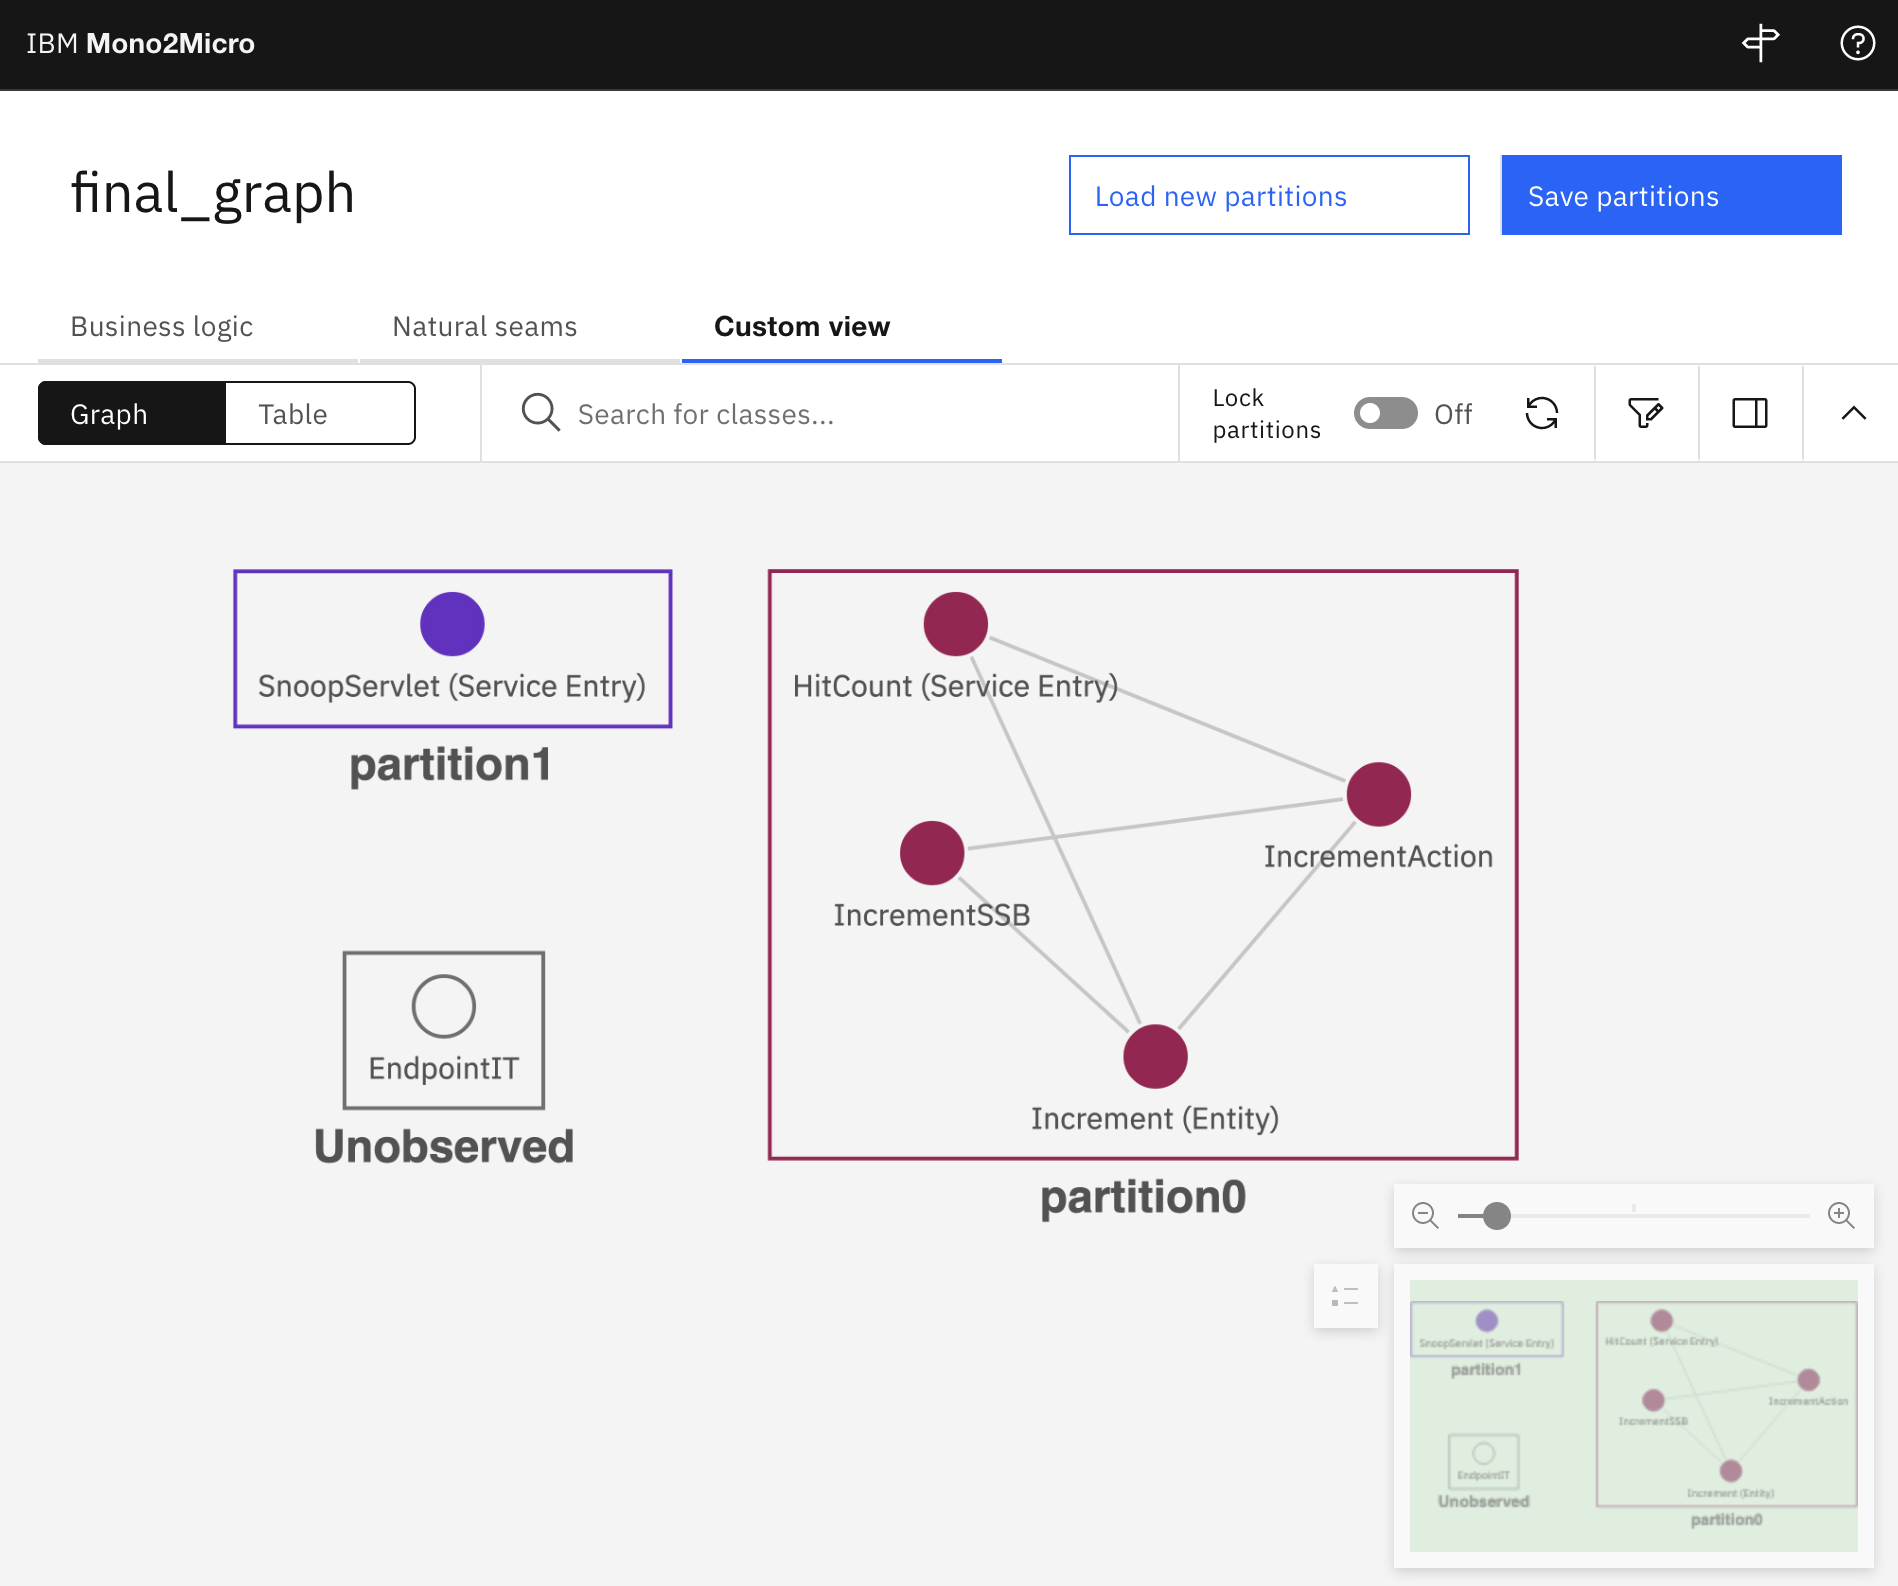 IBM Mono2Micro
final_graph
Load new partitions
Save partitions
Business logic
Natural seams
Custom view
Graph
Table
Search for classes...
Lock
partitions
Off
SnoopServlet (Service Entry)
partition1
HitCount (Service Entry)
IncrementAction
IncrementSSB
EndpointIT
Unobserved
Increment (Entity)
partition0
SnoopServlet (Service Entry)
partition1
HitCount (Service Entry)
IncrementAction
IncrementSSB
EndpointIT
Unobserved
Increment (Entity)
partition0